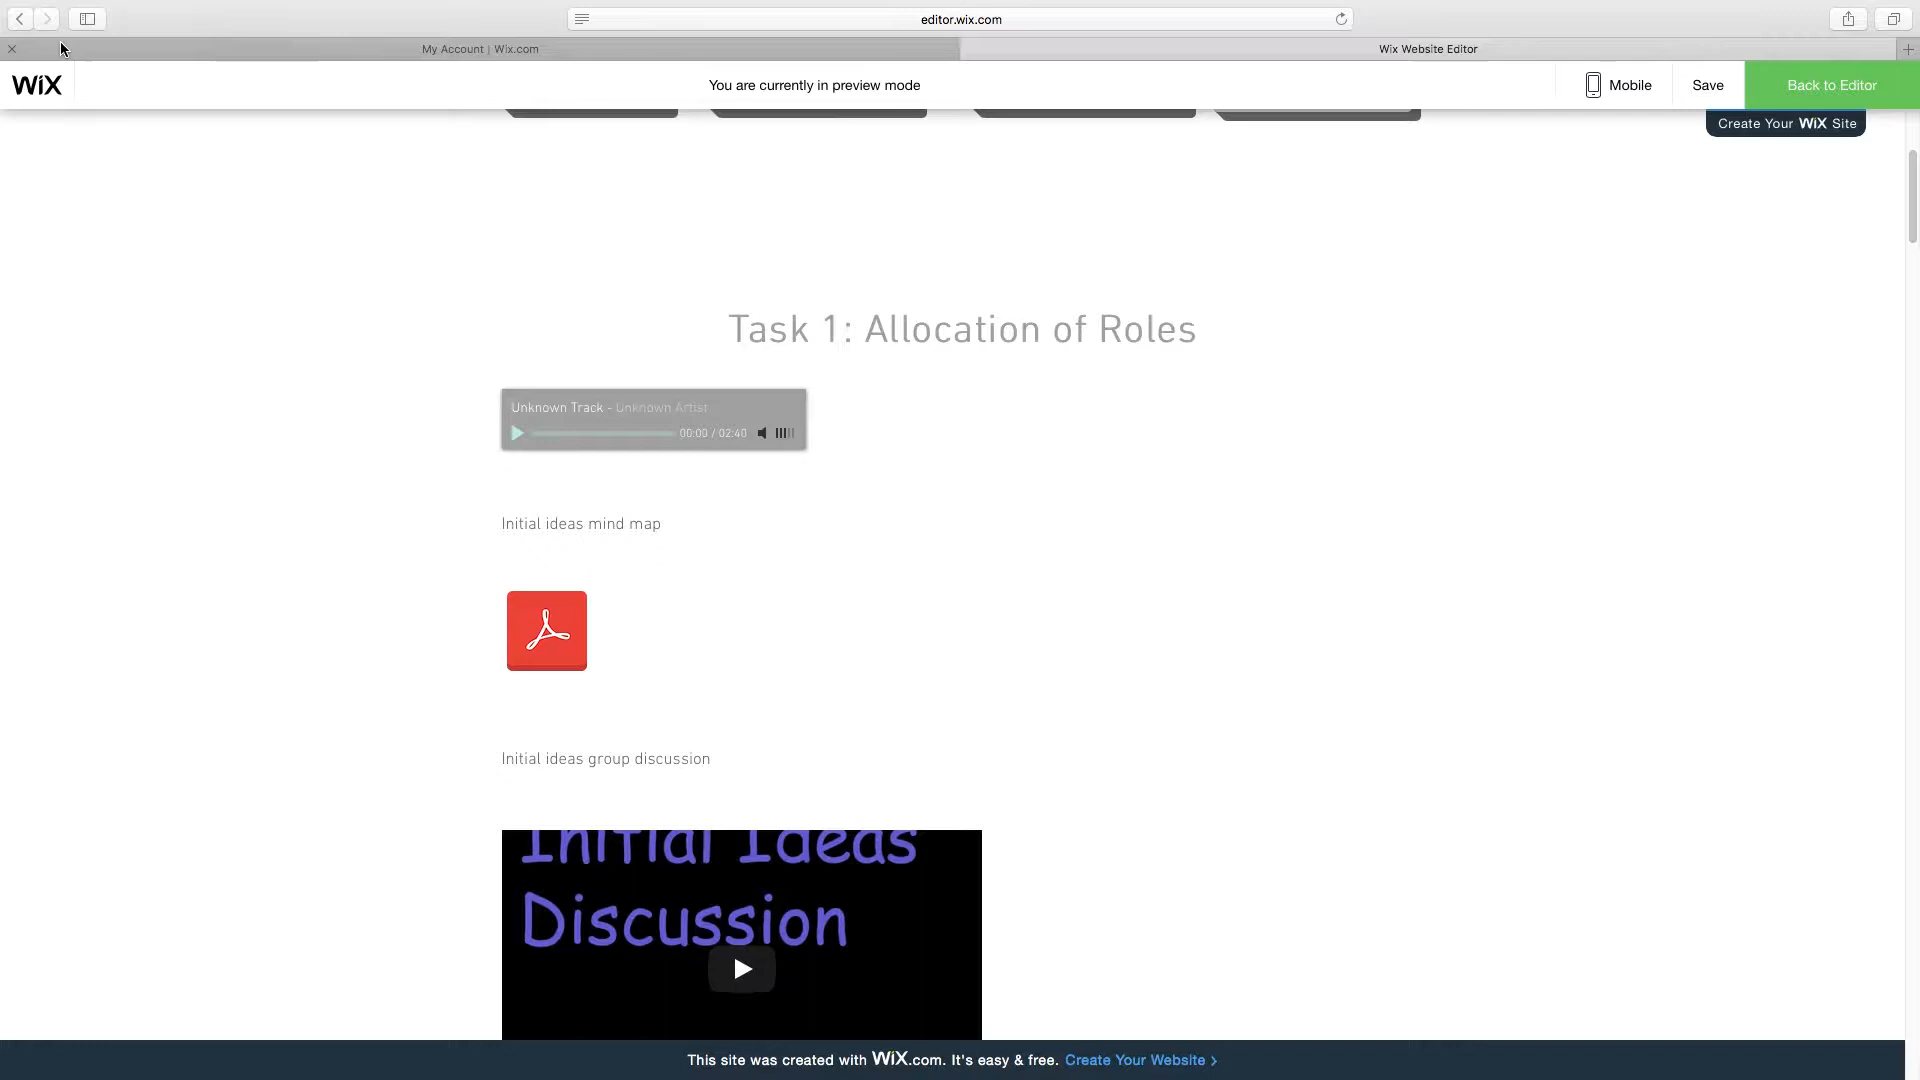 editor.wix.com
My Account | Wix.com
Wix Website Editor
WiX
You are currently in preview mode
Mobile
Save
Back to Editor
Create Your WiX Site
Task 1: Allocation of Roles
Unknown Track - Unknown Artist
00:00 / 02:40
Initial ideas mind map
Initial ideas group discussion
Initial Ideas
Discussion
This site was created with WiX.com. It's easy & free. Create Your Website >